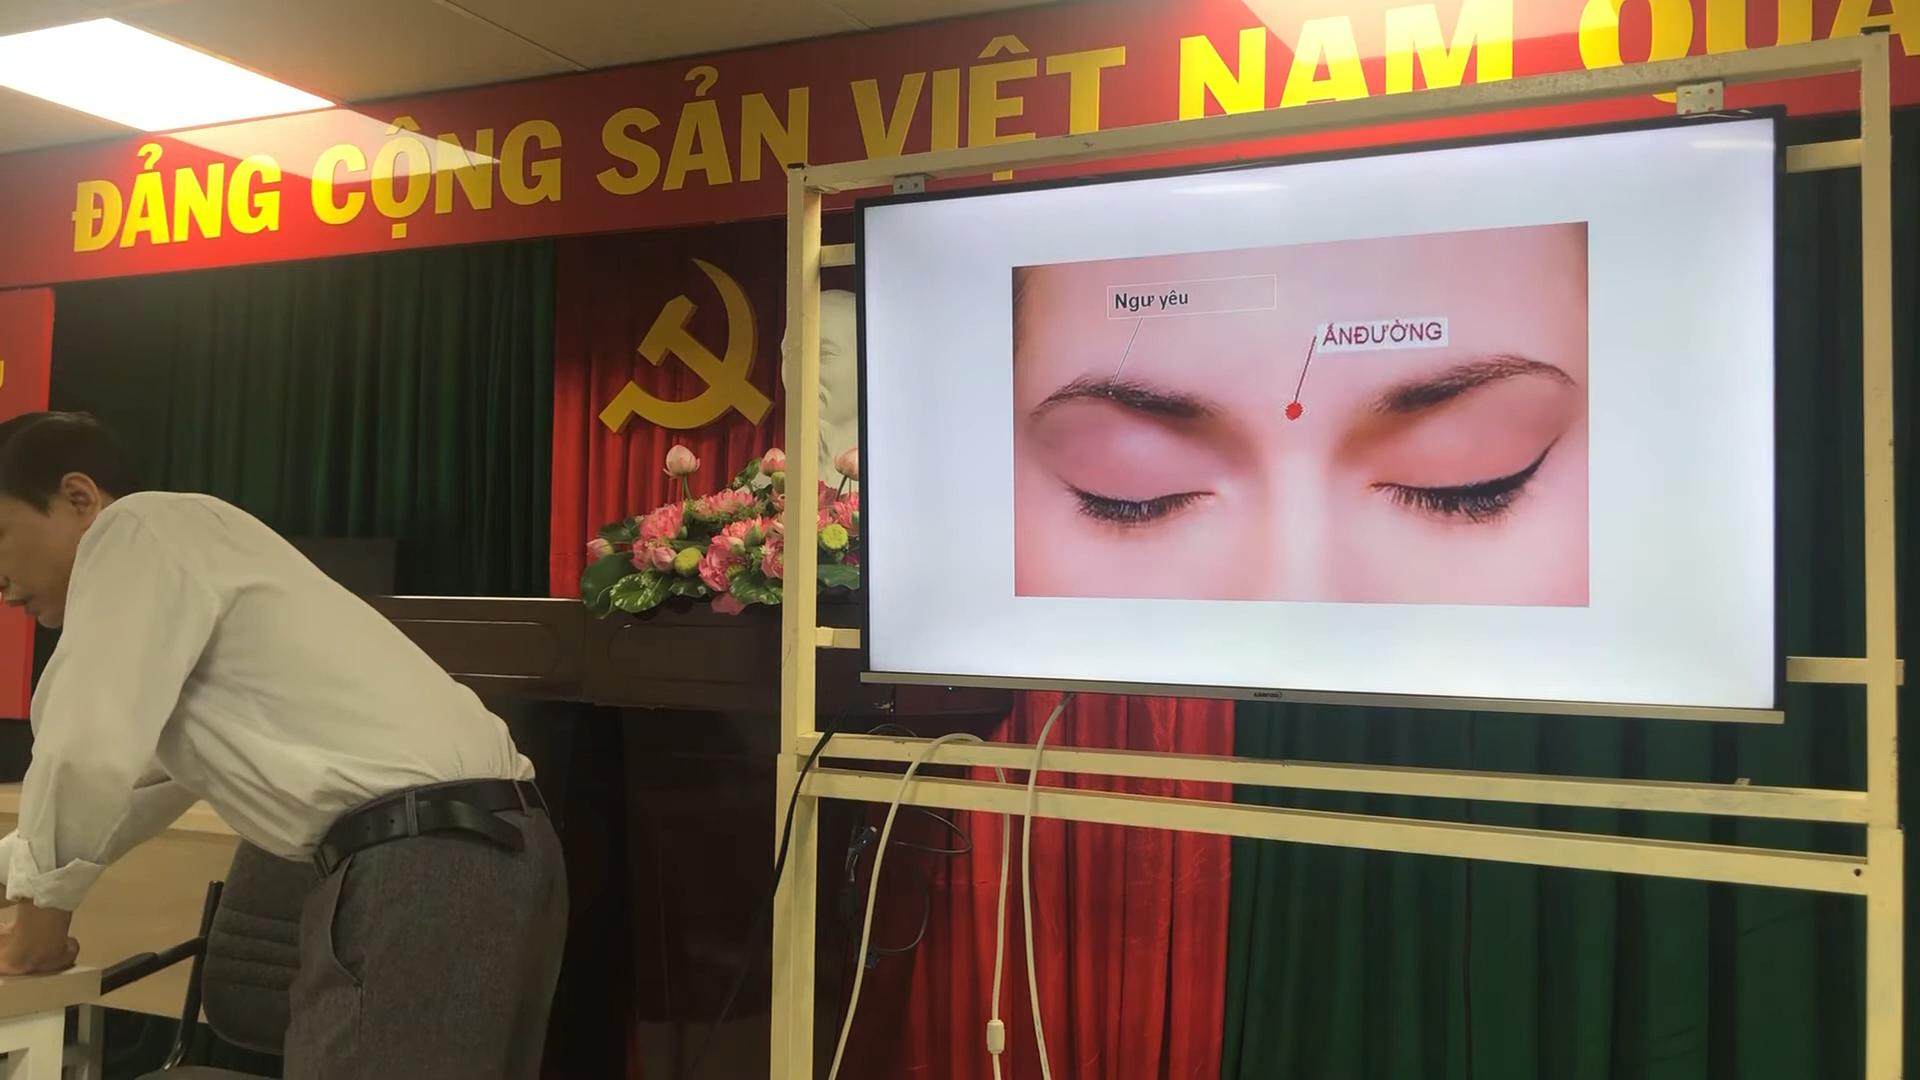 ĐẢNG CỘNG SẢN VIỆT NAM
Ngư yêu
ẤNĐƯỜNG